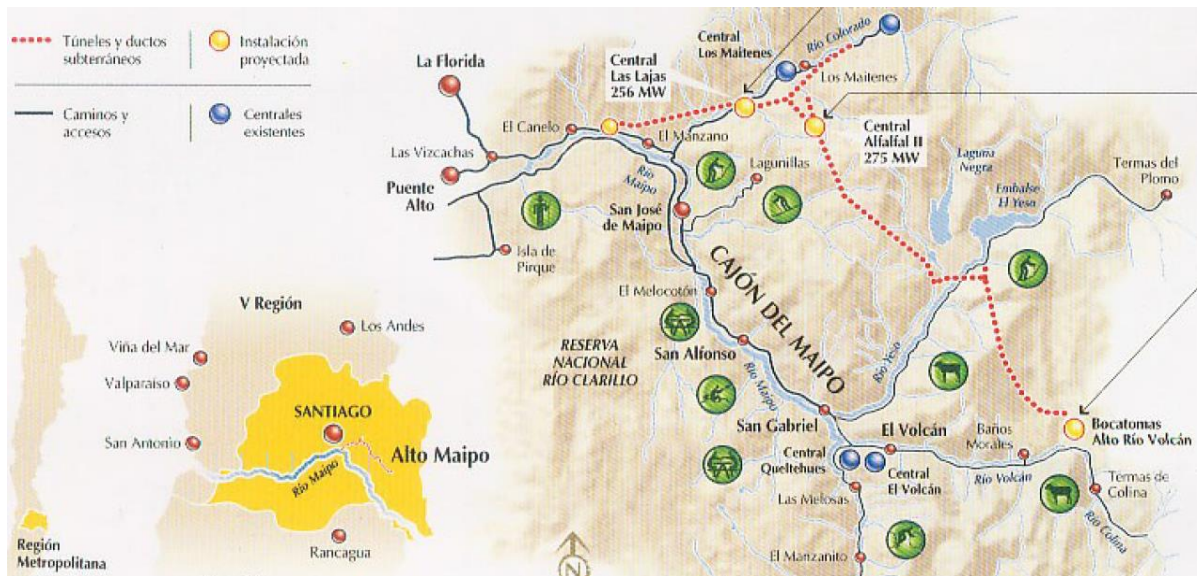 Túneles y ductos
subterráneos
Instalación
proyectada
Caminos y
accesos
Centrales
existentes
La Florida
Central
Las Lajas
256 MW
Central
Los Maitenes
Río Colorado
Los Maitenes
Central
Alfalfal II
275 MW
El Canelo
El Manzano
Las Vizcachas
Puente
Alto
Río
Maipo
Lagunillas
Laguna
Negra
Embalse
El Yeso
Termas del
Plomo
San José
de Maipo
Isla de
Pirque
CAJÓN DEL MAIPO
El Melocotón
RESERVA
NACIONAL
RÍO CLARILLO
San Alfonso
Río Maipo
Río Yeso
San Gabriel
El Volcán
Baños
Morales
Bocatomas
Alto Río Volcán
Central
Queltehues
Central
El Volcán
Río Volcán
Termas de
Colina
Río Colina
Las Melosas
El Manzanito
N
V Región
Los Andes
Viña del Mar
Valparaíso
SANTIAGO
San Antonio
Alto Maipo
Río Maipo
Rancagua
Región
Metropolitana